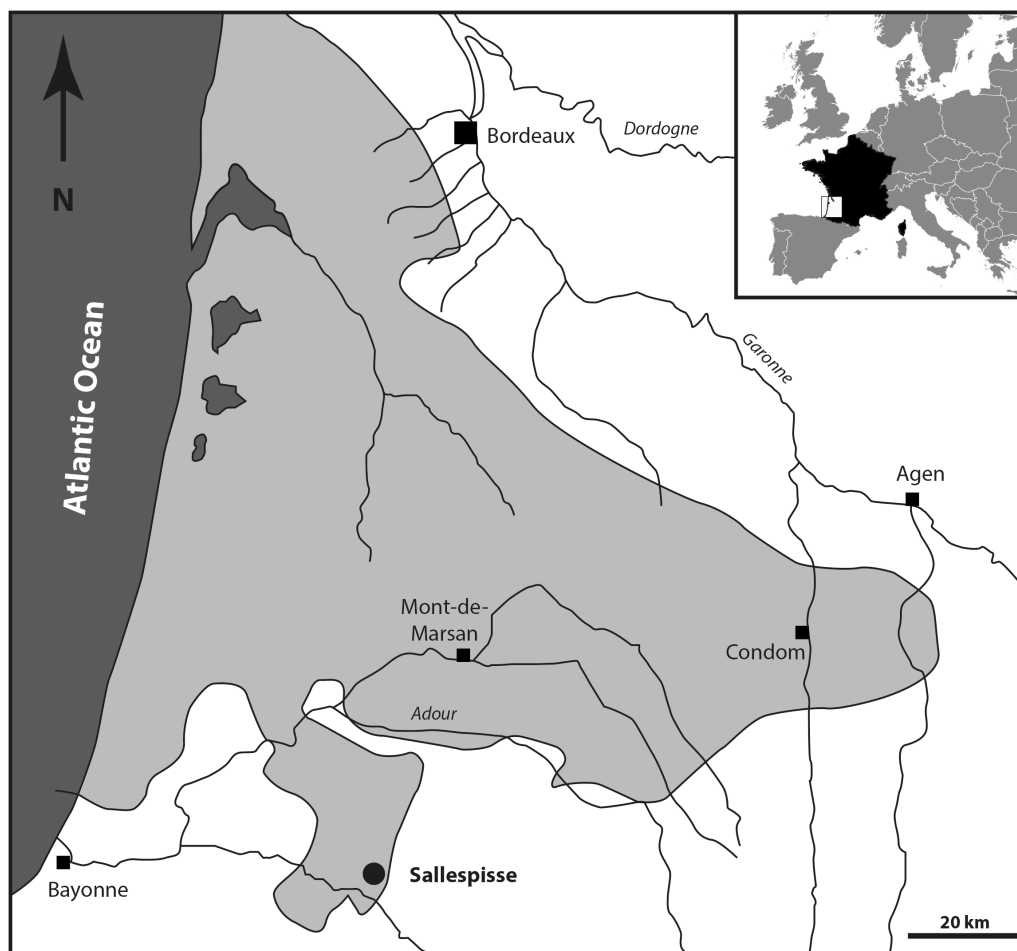 Bordeaux
Dordogne
N
Atlantic Ocean
Garonne
Agen
Mont-de-
Marsan
Condom
Adour
Sallespisse
Bayonne
20 km